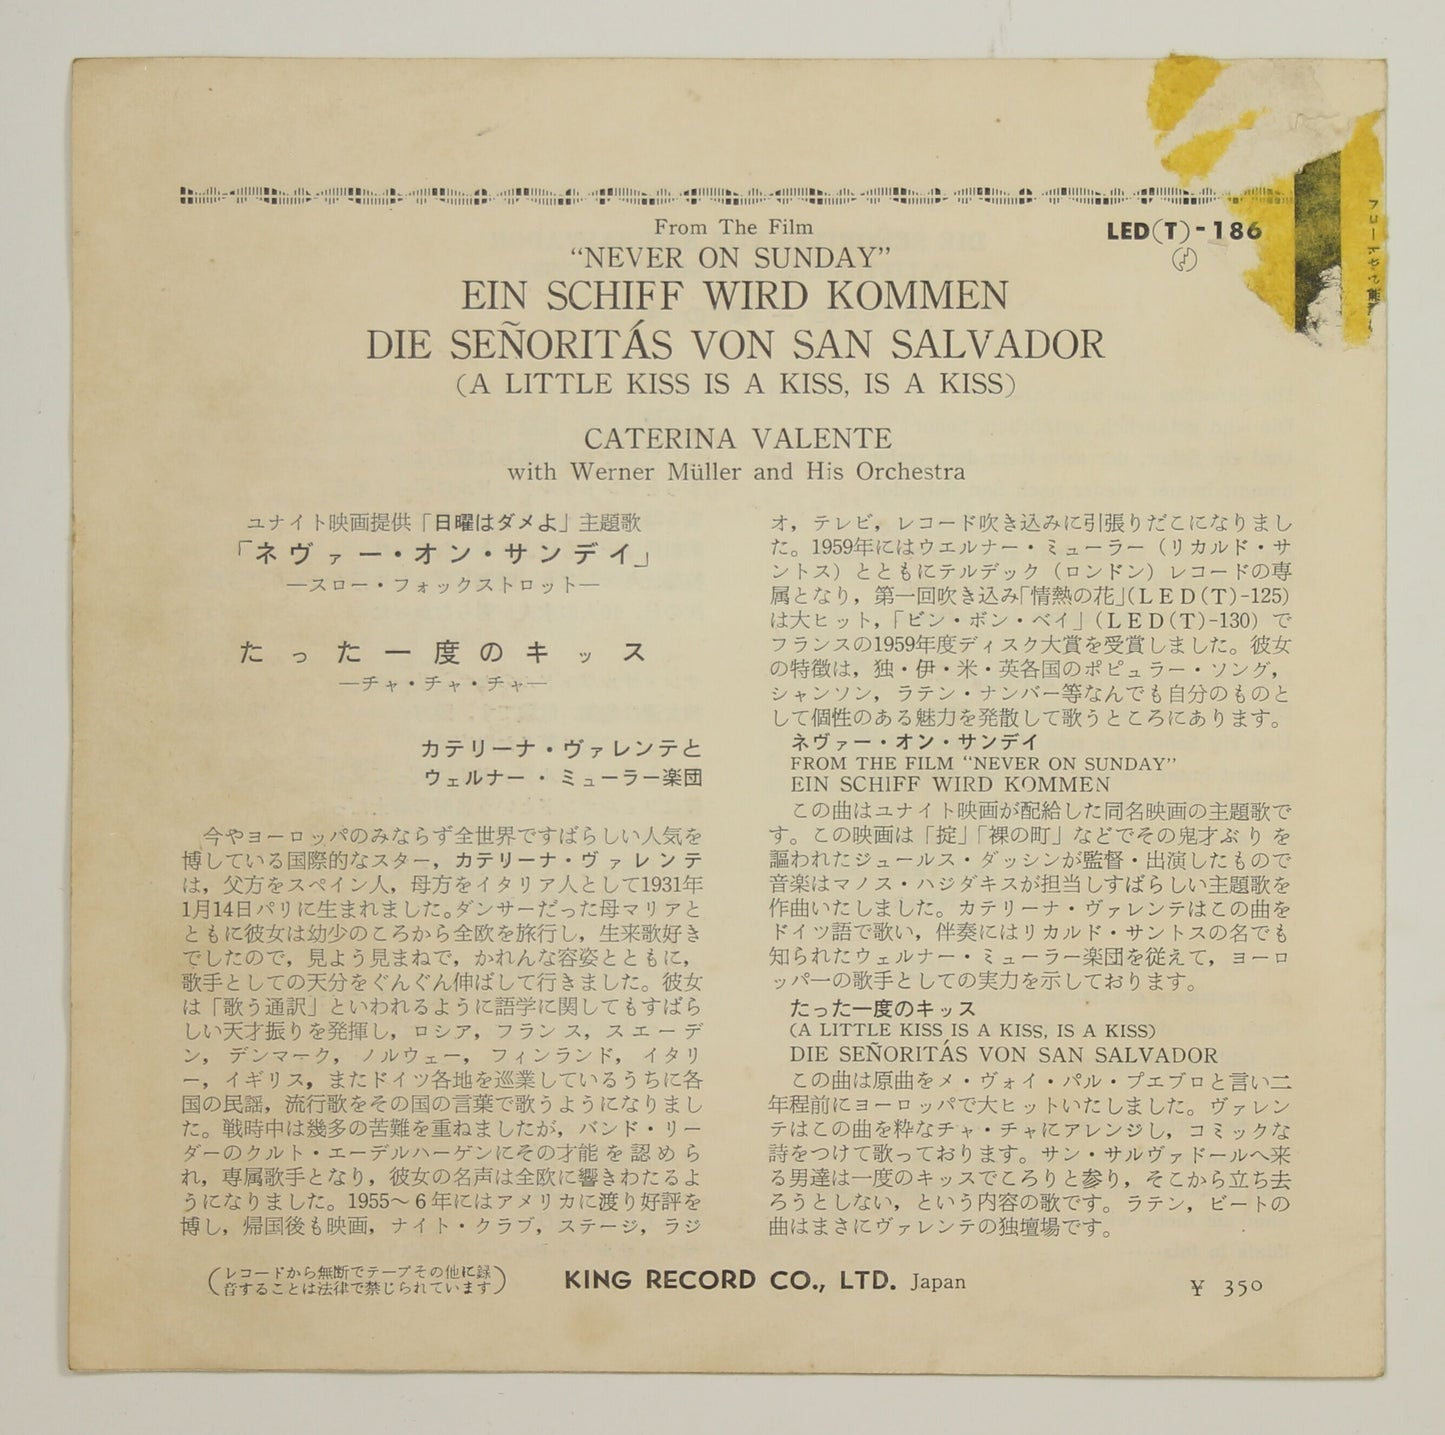 From The Film
“NEVER ON SUNDAY”
EIN SCHIFF WIRD KOMMEN
DIE SEÑORITÁS VON SAN SALVADOR
(A LITTLE KISS IS A KISS, IS A KISS)
LED(T)-186
CATERINA VALENTE
with Werner Müller and His Orchestra
ユナイト映画提供「日曜はダメよ」主題歌
「ネヴァー・オン・サンデイ」
—スロー・フォックストロット—
たった一度のキッス
—チャ・チャ・チャ—
カテリーナ・ヴァレンテと
ウェルナー・ミューラー楽団
今やヨーロッパのみならず全世界ですばらしい人気を
博している国際的なスター，カテリーナ・ヴァレンテ
は，父方をスペイン人，母方をイタリア人として1931年
1月14日パリに生まれました。ダンサーだった母マリアと
ともに彼女は幼少のころから全欧を旅行し，生来歌好き
でしたので，見よう見まねで，かれんな容姿とともに，
歌手としての天分をぐんぐん伸ばして行きました。彼女
は「歌う通訳」といわれるように語学に関してもすばら
しい天才振りを発揮し，ロシア，フランス，スエーデ
ン，デンマーク，ノルウェー，フィンランド，イタリ
ー，イギリス，またドイツ各地を巡業しているうちに各
国の民謡，流行歌をその国の言葉で歌うようになりまし
た。戦時中は幾多の苦難を重ねましたが，バンド・リー
ダーのクルト・エーデルハーゲンにその才能を認めら
れ，専属歌手となり，彼女の名声は全欧に響きわたるよ
うになりました。1955〜6年にはアメリカに渡り好評を
博し，帰国後も映画，ナイト・クラブ，ステージ，ラジ
オ，テレビ，レコード吹き込みに引張りだこになりまし
た。1959年にはウエルナー・ミューラー（リカルド・サ
ントス）とともにテルデック（ロンドン）レコードの専
属となり，第一回吹き込み「情熱の花」(LED(T)-125)
は大ヒット，「ビン・ボン・ベイ」(LED(T)-130) で
フランスの1959年度ディスク大賞を受賞しました。彼女
の特徴は，独・伊・米・英各国のポピュラー・ソング，
シャンソン，ラテン・ナンバー等なんでも自分のものと
して個性のある魅力を発散して歌うところにあります。
ネヴァー・オン・サンデイ
FROM THE FILM “NEVER ON SUNDAY”
EIN SCHIFF WIRD KOMMEN
この曲はユナイト映画が配給した同名映画の主題歌で
す。この映画は「掟」「裸の町」などでその鬼才ぶりを
謳われたジュールス・ダッシンが監督・出演したもので
音楽はマノス・ハジダキスが担当しすばらしい主題歌を
作曲いたしました。カテリーナ・ヴァレンテはこの曲を
ドイツ語で歌い，伴奏にはリカルド・サントスの名でも
知られたウェルナー・ミューラー楽団を従えて，ヨーロ
ッパ一の歌手としての実力を示しております。
たった一度のキッス
(A LITTLE KISS IS A KISS, IS A KISS)
DIE SEÑORITÁS VON SAN SALVADOR
この曲は原曲をメ・ヴォイ・パル・プエブロと言い二
年程前にヨーロッパで大ヒットいたしました。ヴァレン
テはこの曲を粋なチャ・チャにアレンジし，コミックな
詩をつけて歌っております。サン・サルヴァドールへ来
る男達は一度のキッスでころりと参り，そこから立ち去
ろうとしない，という内容の歌です。ラテン，ビートの
曲はまさにヴァレンテの独壇場です。
（レコードから無断でテープその他に録
音することは法律で禁じられています）
KING RECORD CO., LTD. Japan
¥ 350